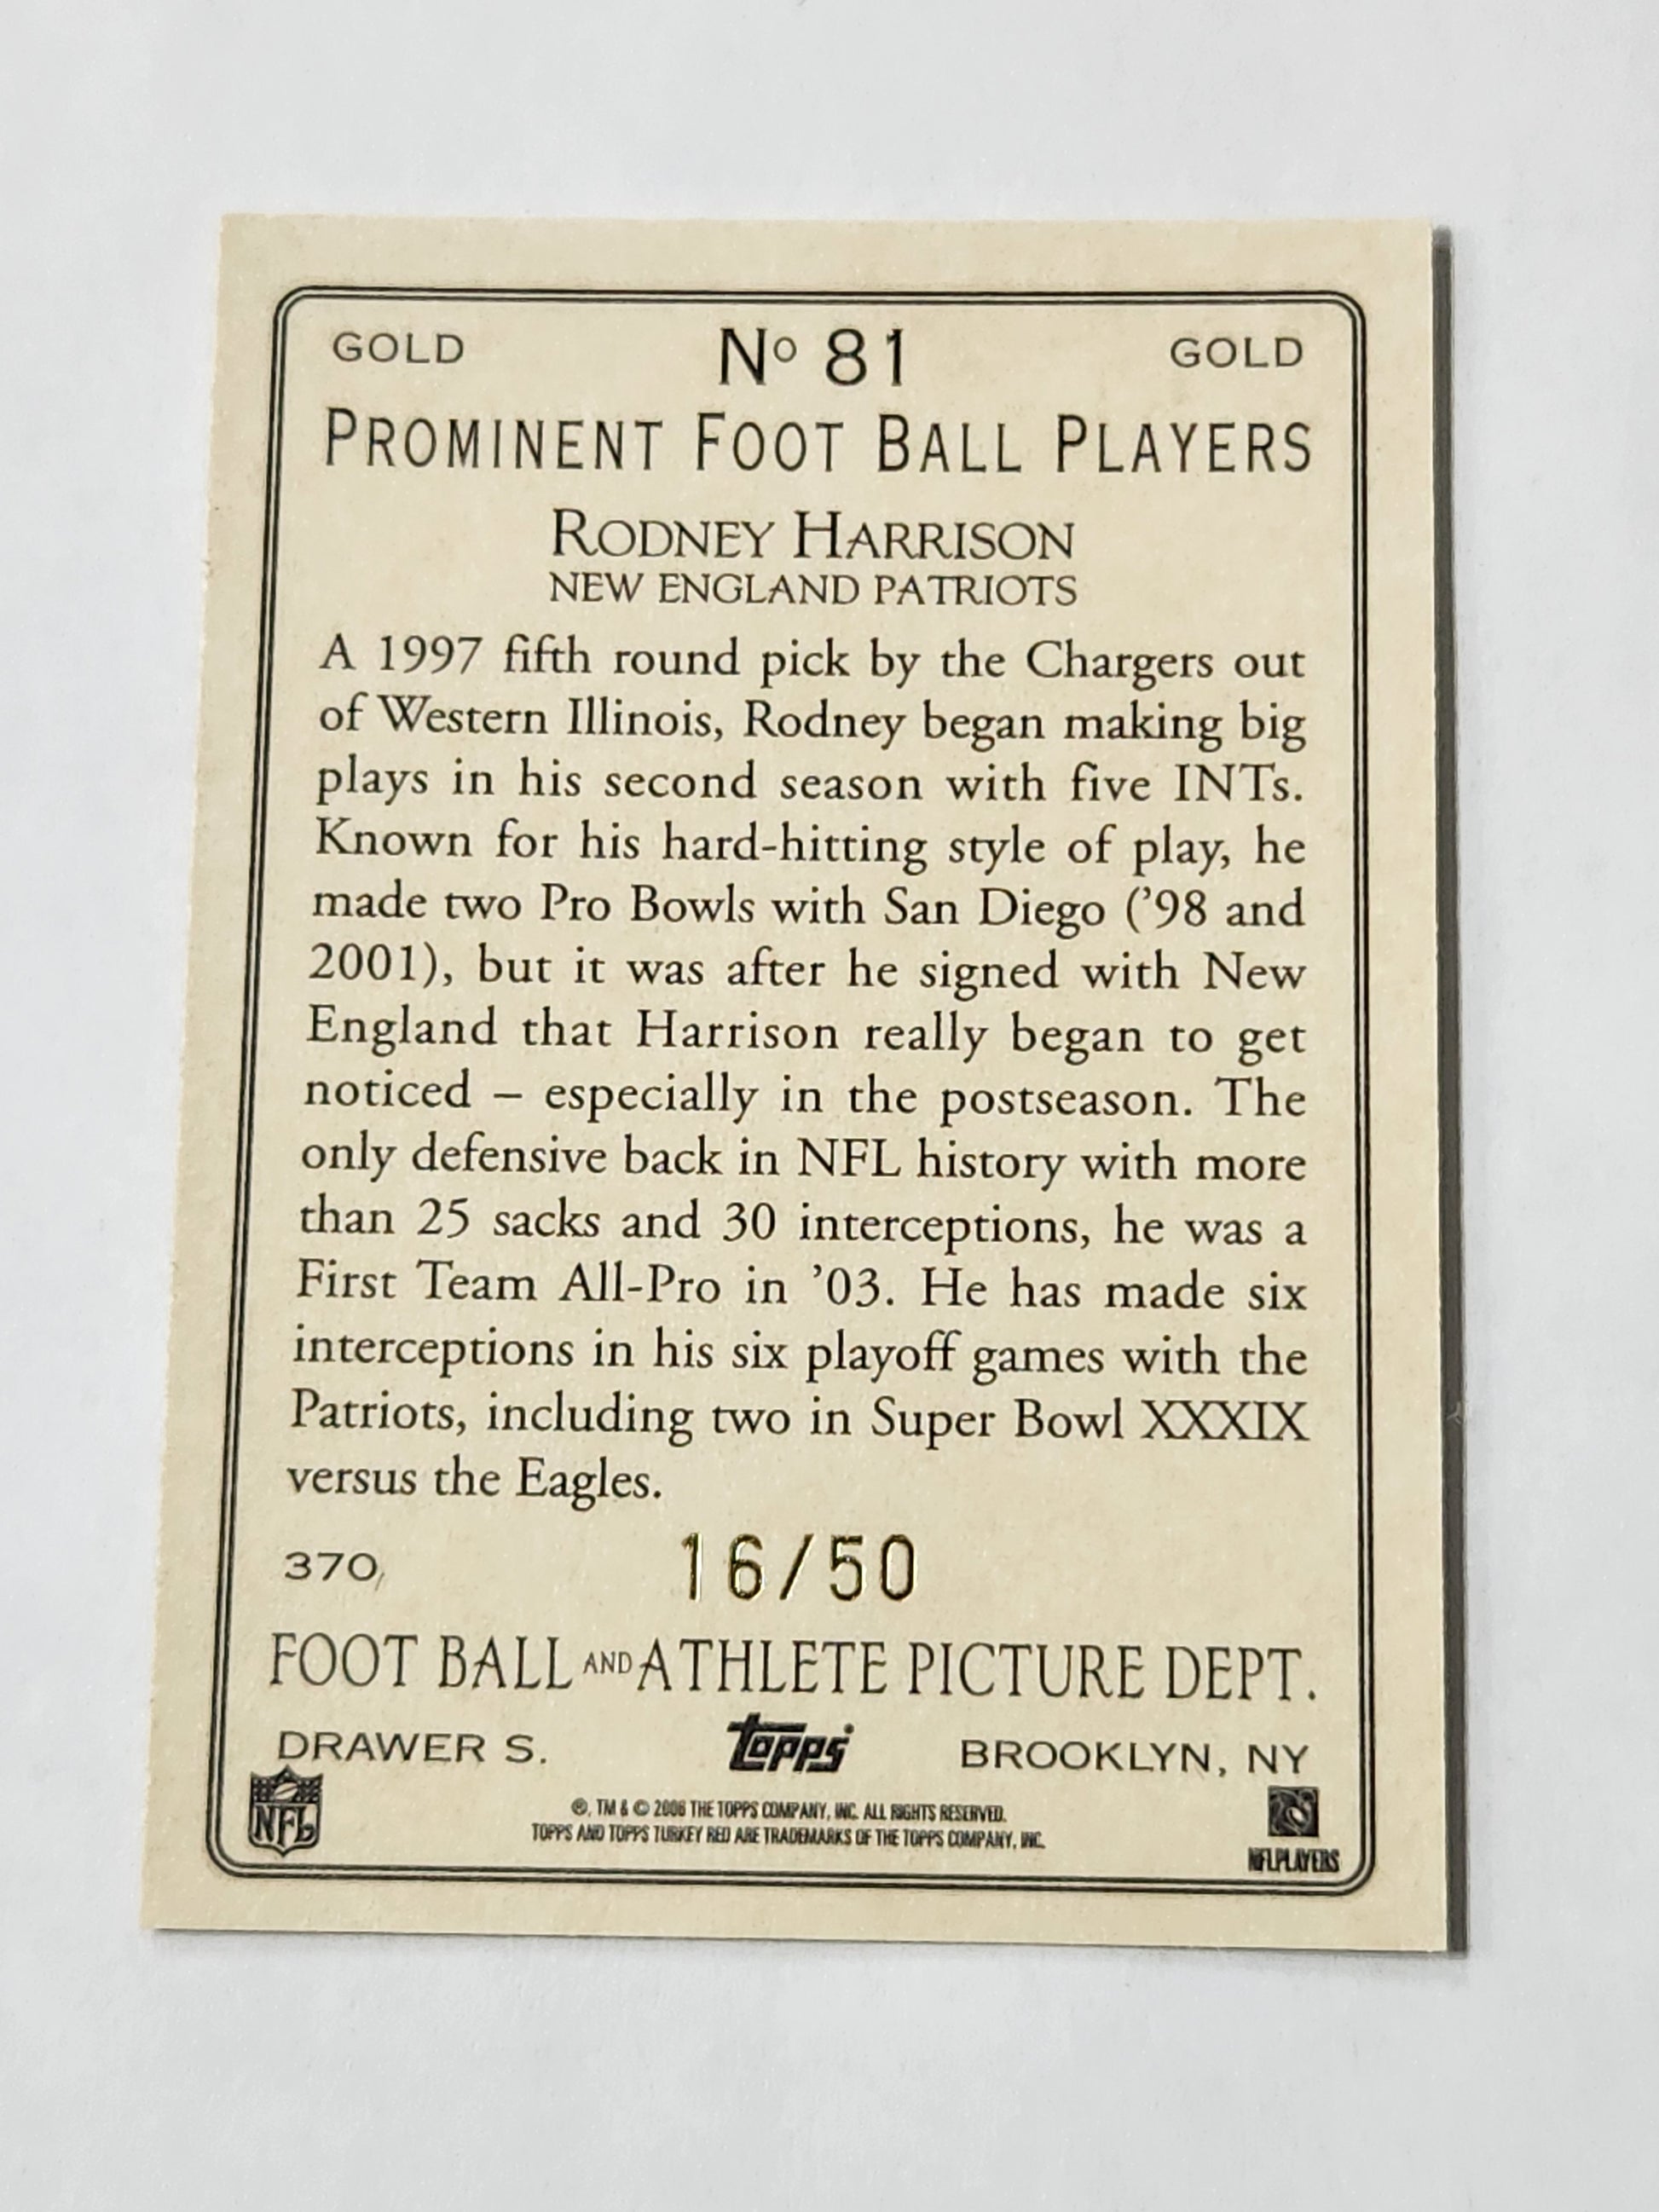 GOLD Nº 81 GOLD
PROMINENT FOOT BALL PLAYERS
RODNEY HARRISON
NEW ENGLAND PATRIOTS
A 1997 fifth round pick by the Chargers out
of Western Illinois, Rodney began making big
plays in his second season with five INTs.
Known for his hard-hitting style of play, he
made two Pro Bowls with San Diego (’98 and
2001), but it was after he signed with New
England that Harrison really began to get
noticed – especially in the postseason. The
only defensive back in NFL history with more
than 25 sacks and 30 interceptions, he was a
First Team All-Pro in ’03. He has made six
interceptions in his six playoff games with the
Patriots, including two in Super Bowl XXXIX
versus the Eagles.
370 16/50
FOOT BALL AND ATHLETE PICTURE DEPT.
DRAWER S. topps BROOKLYN, NY
NFL
®, TM & © 2006 THE TOPPS COMPANY, INC. ALL RIGHTS RESERVED.
TOPPS AND TOPPS TURKEY RED ARE TRADEMARKS OF THE TOPPS COMPANY, INC.
NFLPLAYERS